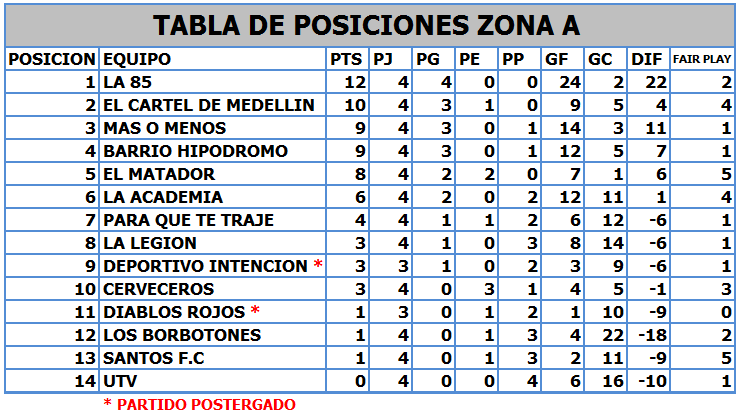 TABLA DE POSICIONES ZONA A
POSICION EQUIPO PTS PJ PG PE PP GF GC DIF FAIR PLAY
1 LA 85 12 4 4 0 0 24 2 22 2
2 EL CARTEL DE MEDELLIN 10 4 3 1 0 9 5 4 4
3 MAS O MENOS 9 4 3 0 1 14 3 11 1
4 BARRIO HIPODROMO 9 4 3 0 1 12 5 7 1
5 EL MATADOR 8 4 2 2 0 7 1 6 5
6 LA ACADEMIA 6 4 2 0 2 12 11 1 4
7 PARA QUE TE TRAJE 4 4 1 1 2 6 12 -6 1
8 LA LEGION 3 4 1 0 3 8 14 -6 1
9 DEPORTIVO INTENCION * 3 3 1 0 2 3 9 -6 1
10 CERVECEROS 3 4 0 3 1 4 5 -1 3
11 DIABLOS ROJOS * 1 3 0 1 2 1 10 -9 0
12 LOS BORBOTONES 1 4 0 1 3 4 22 -18 2
13 SANTOS F.C 1 4 0 1 3 2 11 -9 5
14 UTV 0 4 0 0 4 6 16 -10 1
* PARTIDO POSTERGADO